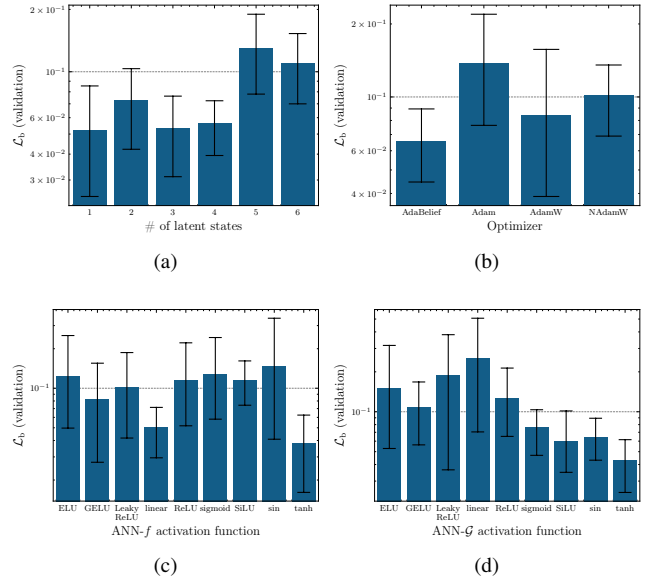 2 × 10⁻¹
10⁻¹
6 × 10⁻²
4 × 10⁻²
3 × 10⁻²
ℒ_b (validation)
1 2 3 4 5 6
# of latent states
(a)
2 × 10⁻¹
10⁻¹
6 × 10⁻²
4 × 10⁻²
ℒ_b (validation)
AdaBelief Adam AdamW NAdamW
Optimizer
(b)
10⁻¹
ℒ_b (validation)
ELU GELU Leaky linear ReLU sigmoid SiLU sin tanh
ReLU
ANN-f activation function
(c)
10⁻¹
ℒ_b (validation)
ELU GELU Leaky linear ReLU sigmoid SiLU sin tanh
ReLU
ANN-𝒢 activation function
(d)